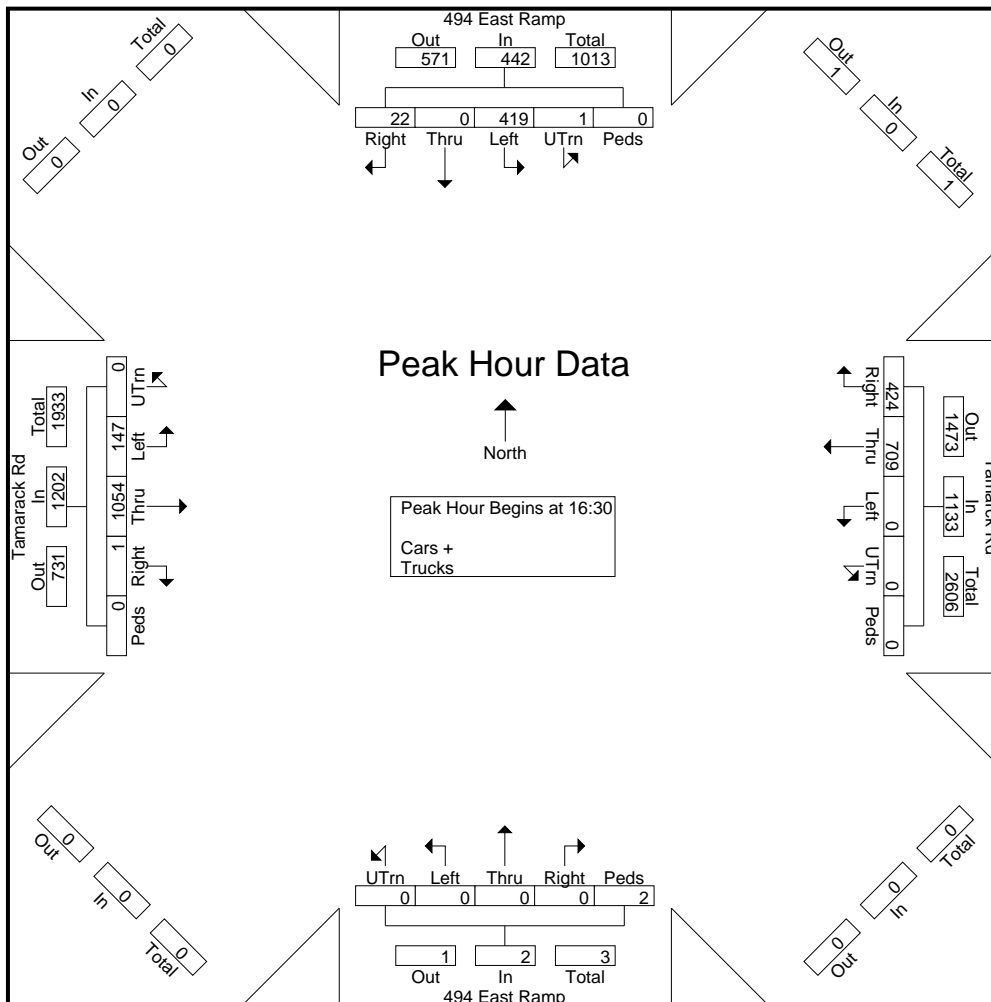 494 East Ramp
Out In Total
571 442 1013
22 0 419 1 0
Right Thru Left UTrn Peds
Total
0
In
0
Out
0
Out
1
In
0
Total
1
Peak Hour Data
North
Peak Hour Begins at 16:30
Cars +
Trucks
Tamarack Rd
Out In Total
731 1202 1933
0 1 1054 147 0
Peds Right Thru Left UTrn
Tamarck Rd
Out In Total
1473 1133 2606
424 709 0 0 0
Right Thru Left UTrn Peds
0
Out
0
In
0
Total
0
Total
0
In
0
Out
UTrn Left Thru Right Peds
0 0 0 0 2
1 2 3
Out In Total
494 East Ramp